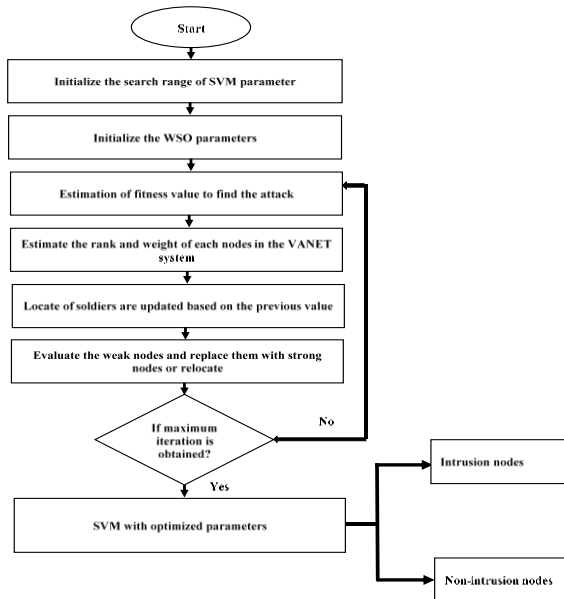 Start
Initialize the search range of SVM parameter
Initialize the WSO parameters
Estimation of fitness value to find the attack
Estimate the rank and weight of each nodes in the VANET
system
Locate of soldiers are updated based on the previous value
Evaluate the weak nodes and replace them with strong
nodes or relocate
If maximum
iteration is
obtained?
No
Yes
SVM with optimized parameters
Intrusion nodes
Non-intrusion nodes